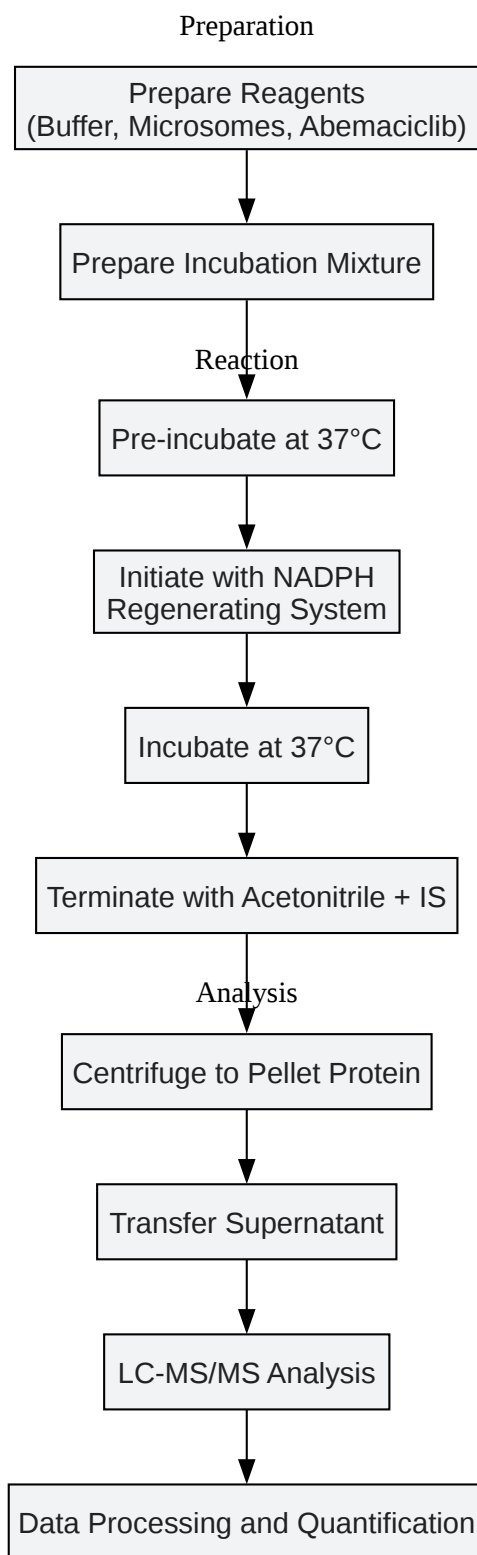 Preparation
Prepare Reagents
(Buffer, Microsomes, Abemaciclib)
Prepare Incubation Mixture
Reaction
Pre-incubate at 37°C
Initiate with NADPH
Regenerating System
Incubate at 37°C
Terminate with Acetonitrile + IS
Analysis
Centrifuge to Pellet Protein
Transfer Supernatant
LC-MS/MS Analysis
Data Processing and Quantification